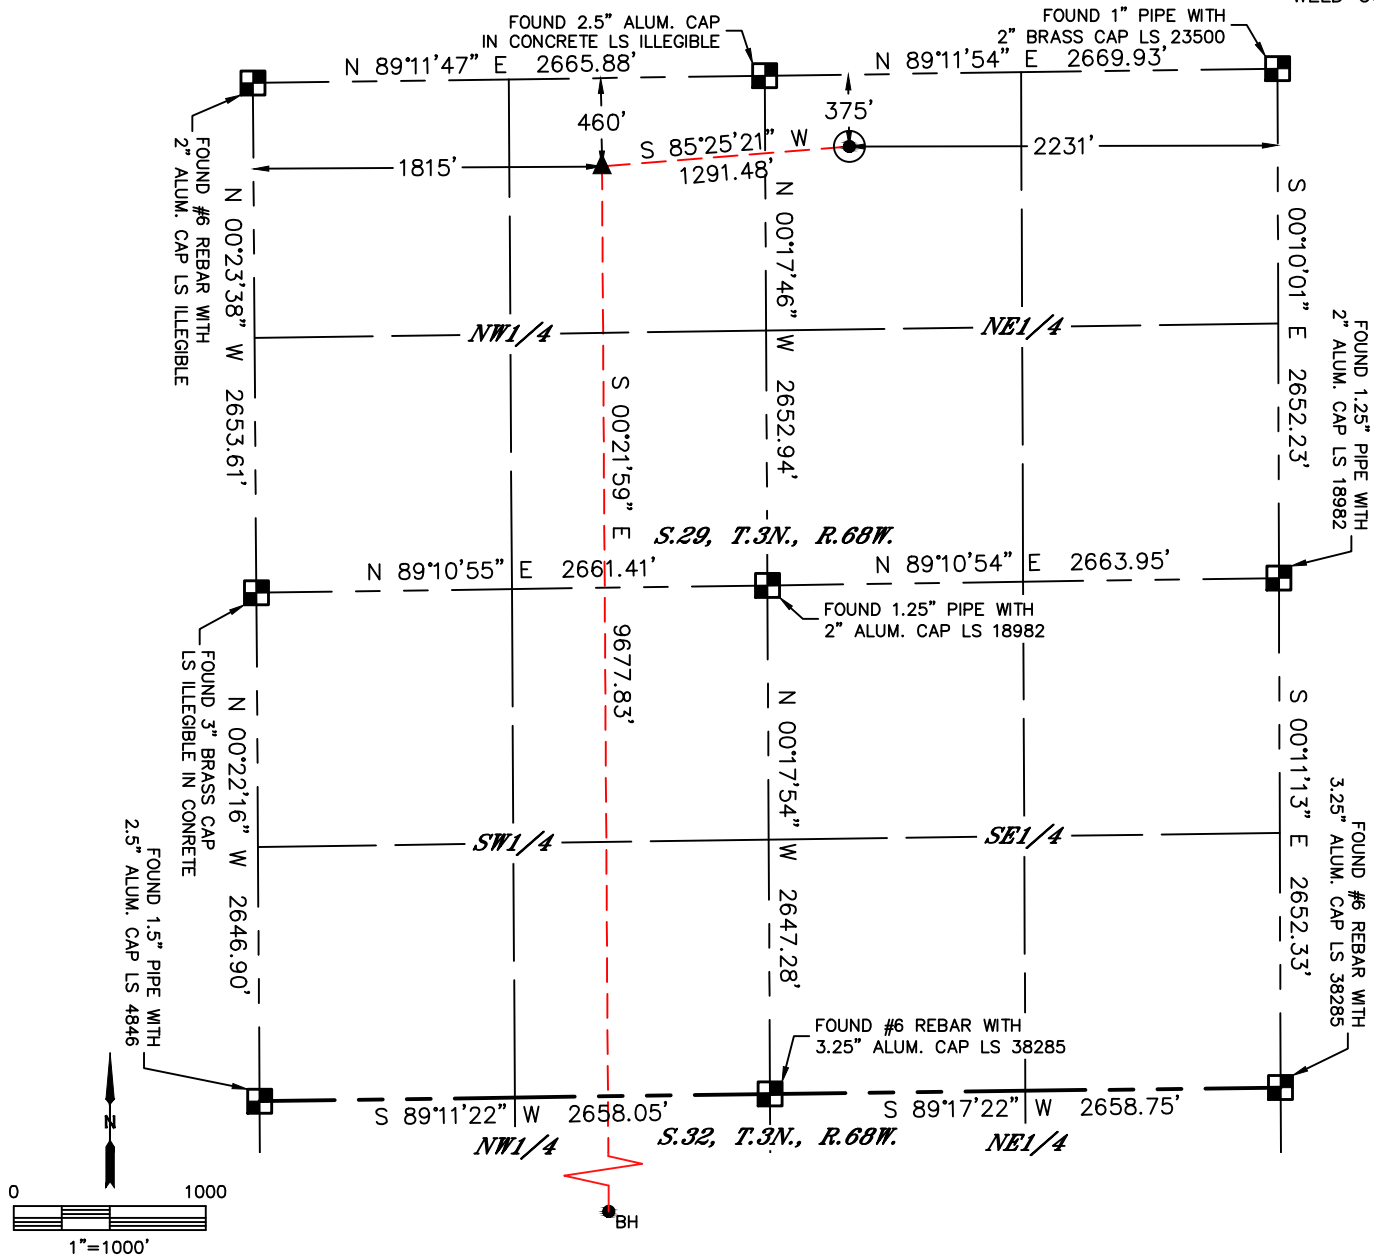 FOUND 2.5" ALUM. CAP
IN CONCRETE LS ILLEGIBLE
FOUND 1" PIPE WITH
2" BRASS CAP LS 23500
N 89°11'47" E 2665.88'
N 89°11'54" E 2669.93'
460'
375'
S 85°25'21" W
1291.48'
1815'
2231'
FOUND #6 REBAR WITH
2" ALUM. CAP LS ILLEGIBLE
N 00°23'38" W 2653.61'
N 00°17'46" W 2652.94'
S 00°10'01" E 2652.23'
FOUND 1.25" PIPE WITH
2" ALUM. CAP LS 18982
NW1/4
NE1/4
S 00°21'59" E 9677.83'
S.29, T.3N., R.68W.
N 89°10'55" E 2661.41'
N 89°10'54" E 2663.95'
FOUND 1.25" PIPE WITH
2" ALUM. CAP LS 18982
FOUND 3" BRASS CAP
LS ILLEGIBLE IN CONRETE
N 00°22'16" W 2646.90'
N 00°17'54" W 2647.28'
S 00°11'13" E 2652.33'
FOUND #6 REBAR WITH
3.25" ALUM. CAP LS 38285
SW1/4
SE1/4
FOUND 1.5" PIPE WITH
2.5" ALUM. CAP LS 4846
FOUND #6 REBAR WITH
3.25" ALUM. CAP LS 38285
S 89°11'22" W 2658.05'
S 89°17'22" W 2658.75'
S.32, T.3N., R.68W.
NW1/4
NE1/4
N
0 1000
1"=1000'
BH